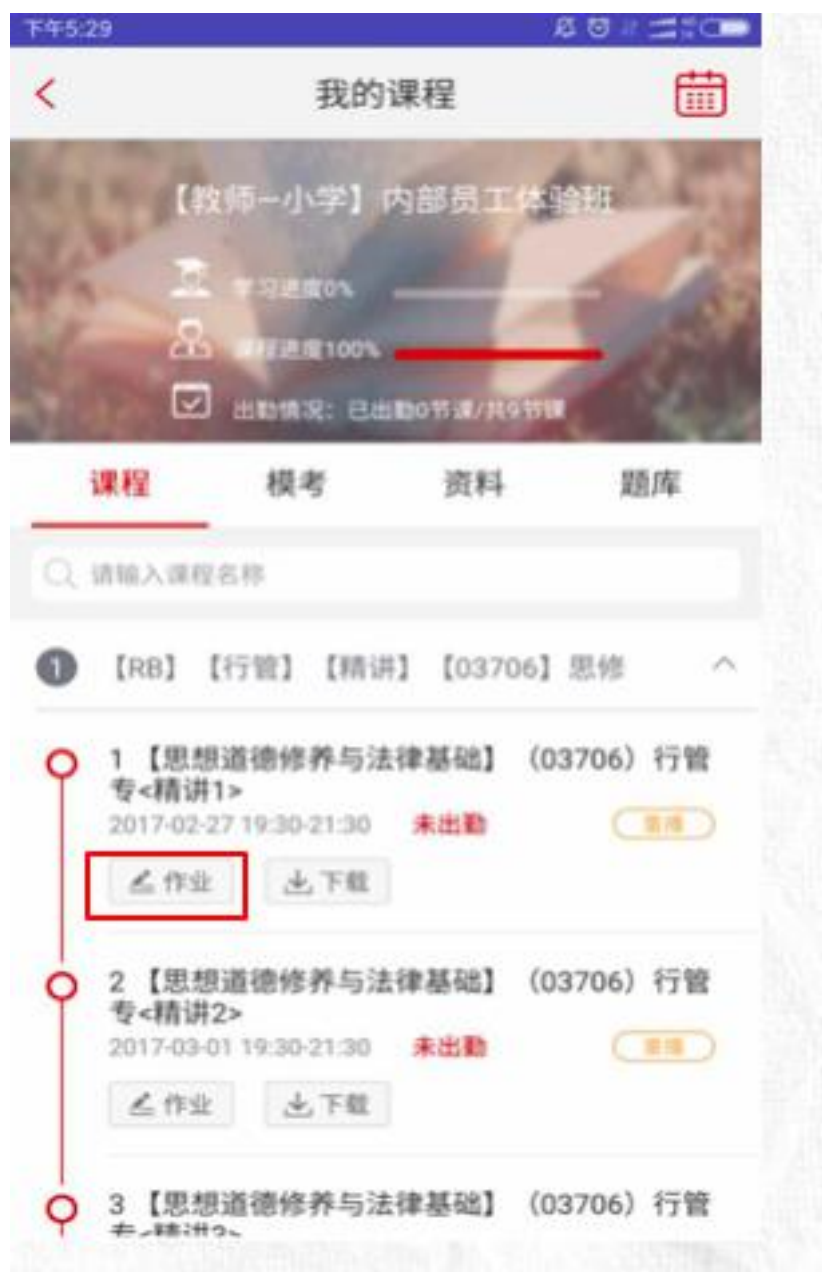 下午5:29
我的课程
【教师-小学】内部员工体验班
学习进度0%
课程进度100%
出勤情况：已出勤0节课/共9节课
课程 模考 资料 题库
请输入课程名称
1 【RB】【行管】【精讲】【03706】思修
1 【思想道德修养与法律基础】（03706）行管
专<精讲1>
2017-02-27 19:30-21:30 未出勤 重播
作业 下载
2 【思想道德修养与法律基础】（03706）行管
专<精讲2>
2017-03-01 19:30-21:30 未出勤 重播
作业 下载
3 【思想道德修养与法律基础】（03706）行管